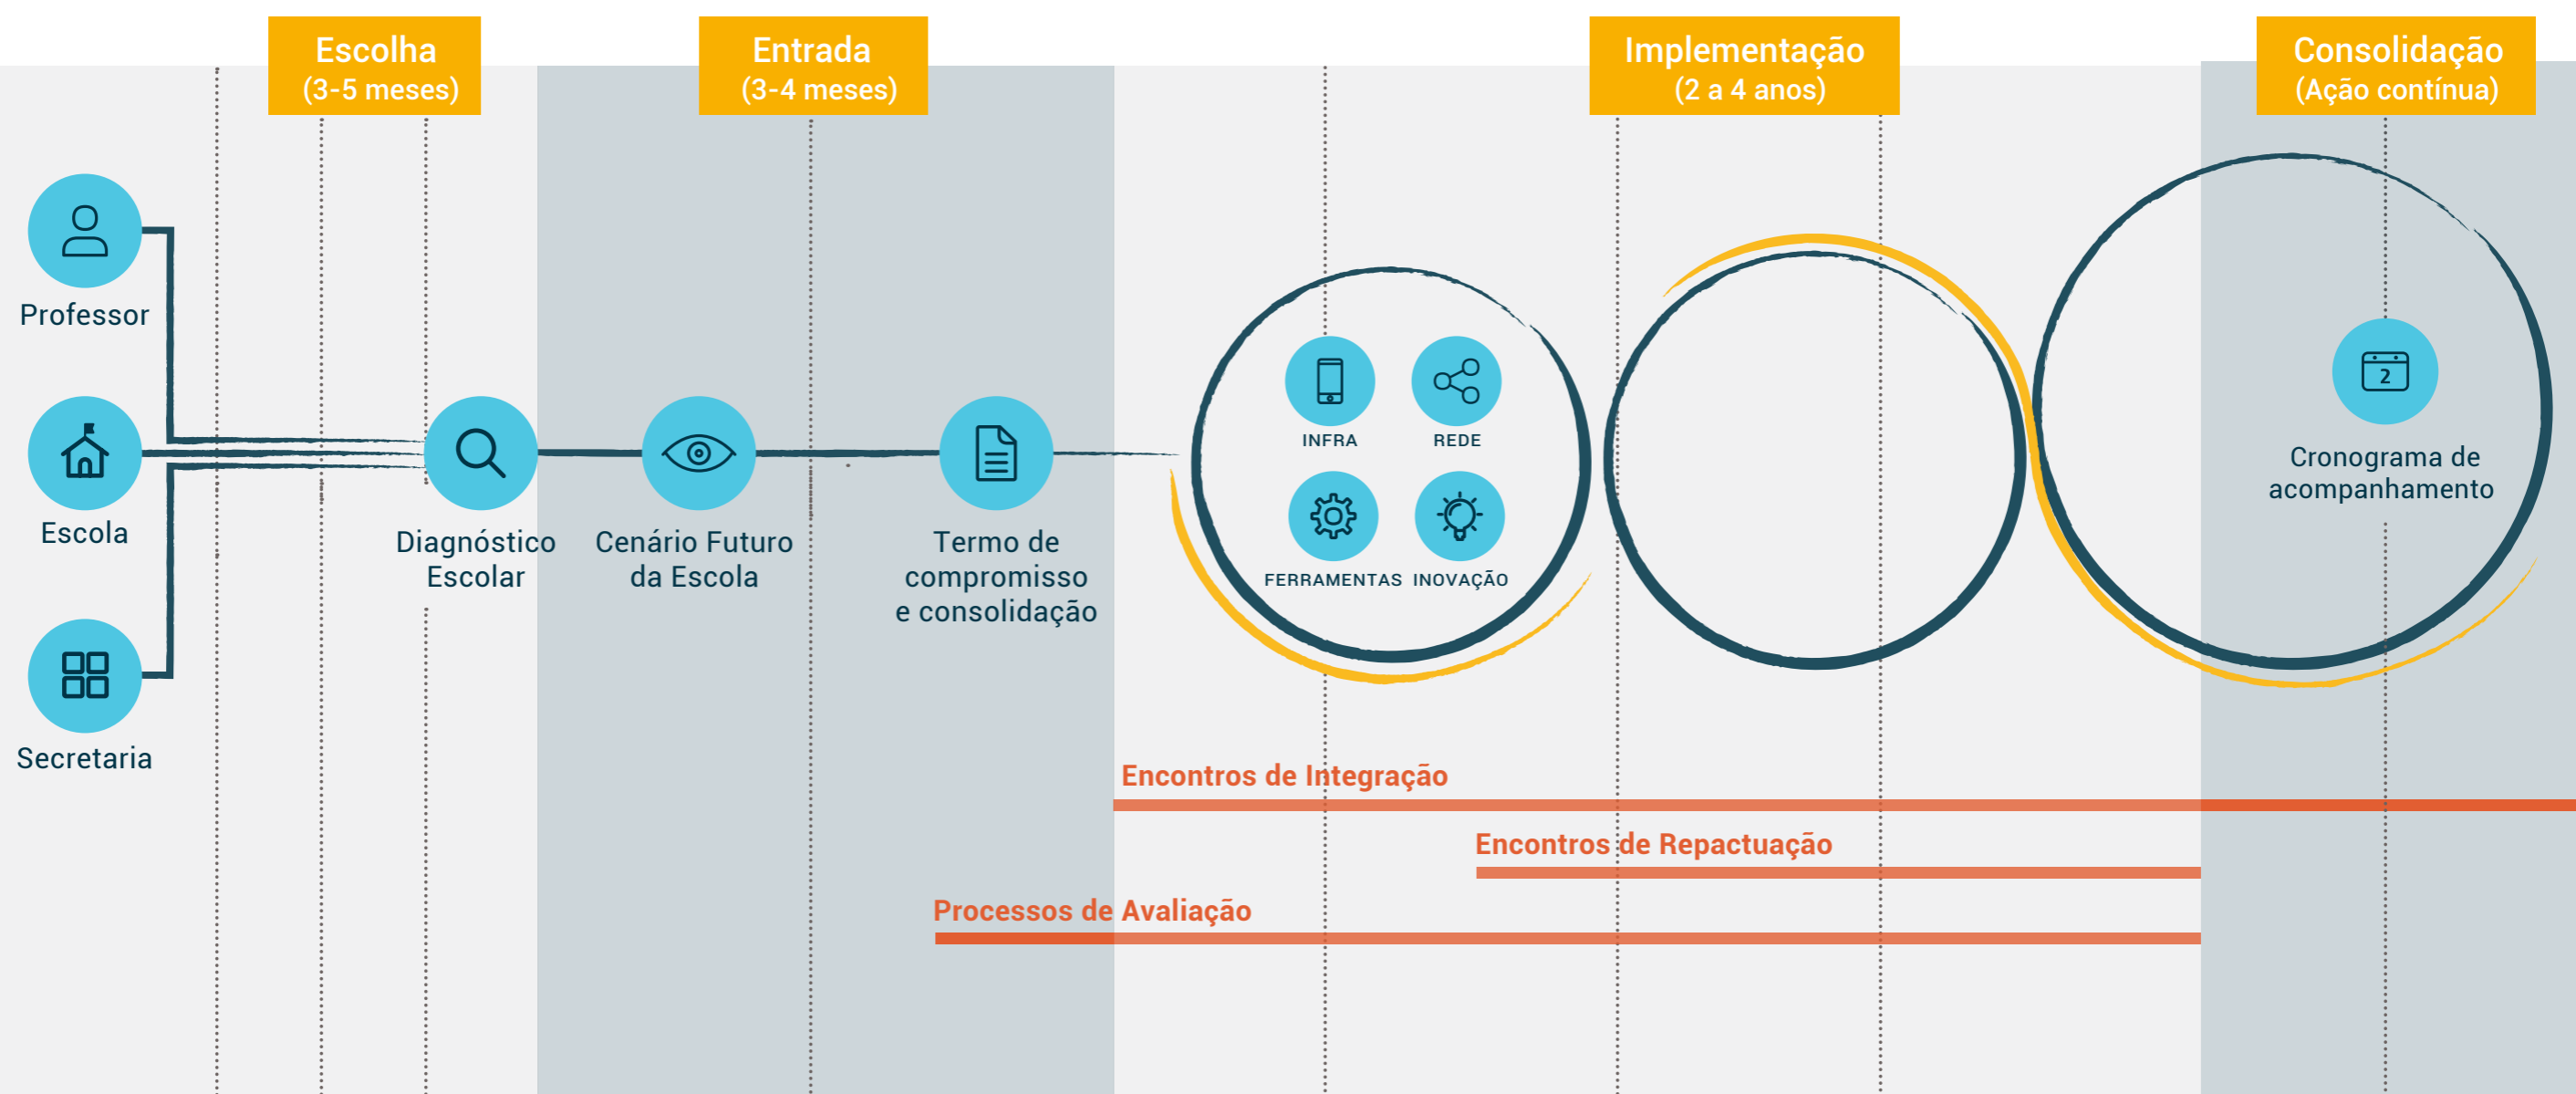 Escolha
(3-5 meses)
Entrada
(3-4 meses)
Implementação
(2 a 4 anos)
Consolidação
(Ação contínua)
Professor
Escola
Secretaria
Diagnóstico
Escolar
Cenário Futuro
da Escola
Termo de
compromisso
e consolidação
INFRA
REDE
FERRAMENTAS
INOVAÇÃO
2
Cronograma de
acompanhamento
Encontros de Integração
Encontros de Repactuação
Processos de Avaliação